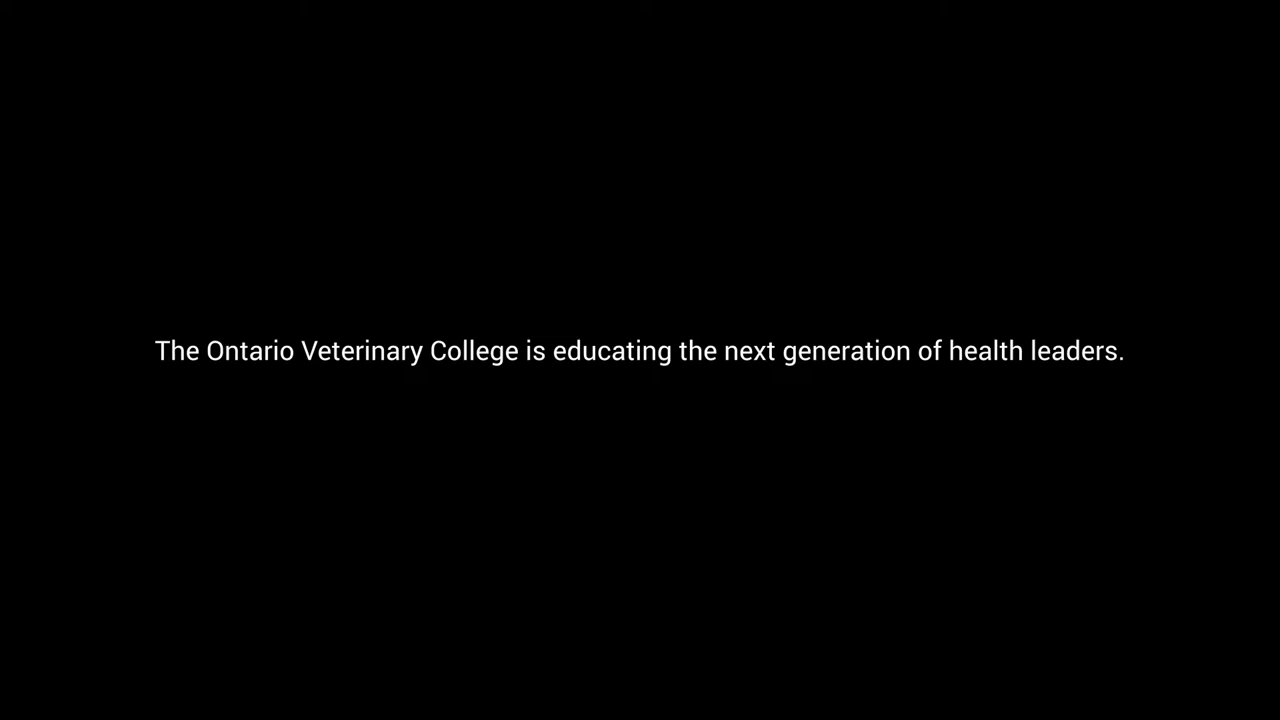 The Ontario Veterinary College is educating the next generation of health leaders.